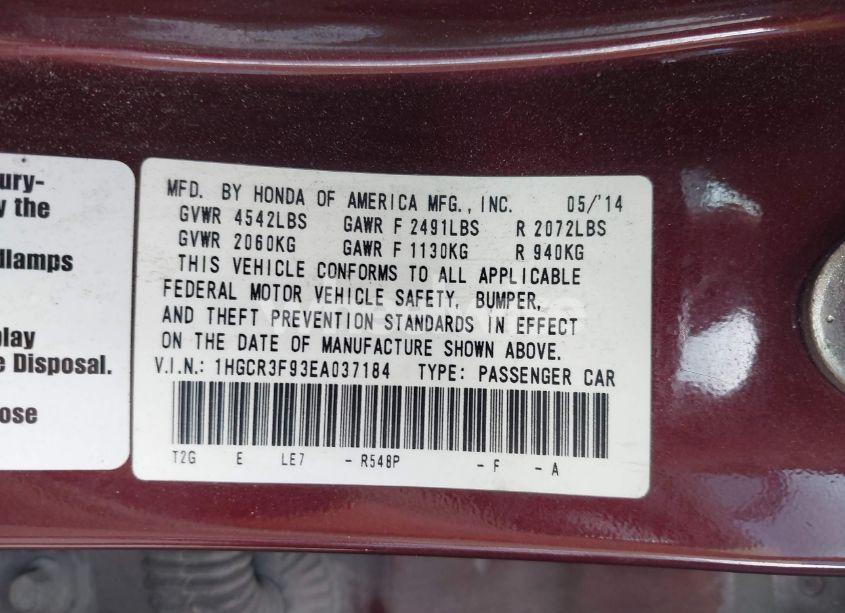 ury-
y the
dlamps
play
e Disposal.
ose
MFD. BY HONDA OF AMERICA MFG., INC. 05/'14
GVWR 4542LBS GAWR F 2491LBS R 2072LBS
GVWR 2060KG GAWR F 1130KG R 940KG
THIS VEHICLE CONFORMS TO ALL APPLICABLE
FEDERAL MOTOR VEHICLE SAFETY, BUMPER,
AND THEFT PREVENTION STANDARDS IN EFFECT
ON THE DATE OF MANUFACTURE SHOWN ABOVE.
V.I.N.: 1HGCR3F93EA037184 TYPE: PASSENGER CAR
T2G E LE7 - R548P - F - A